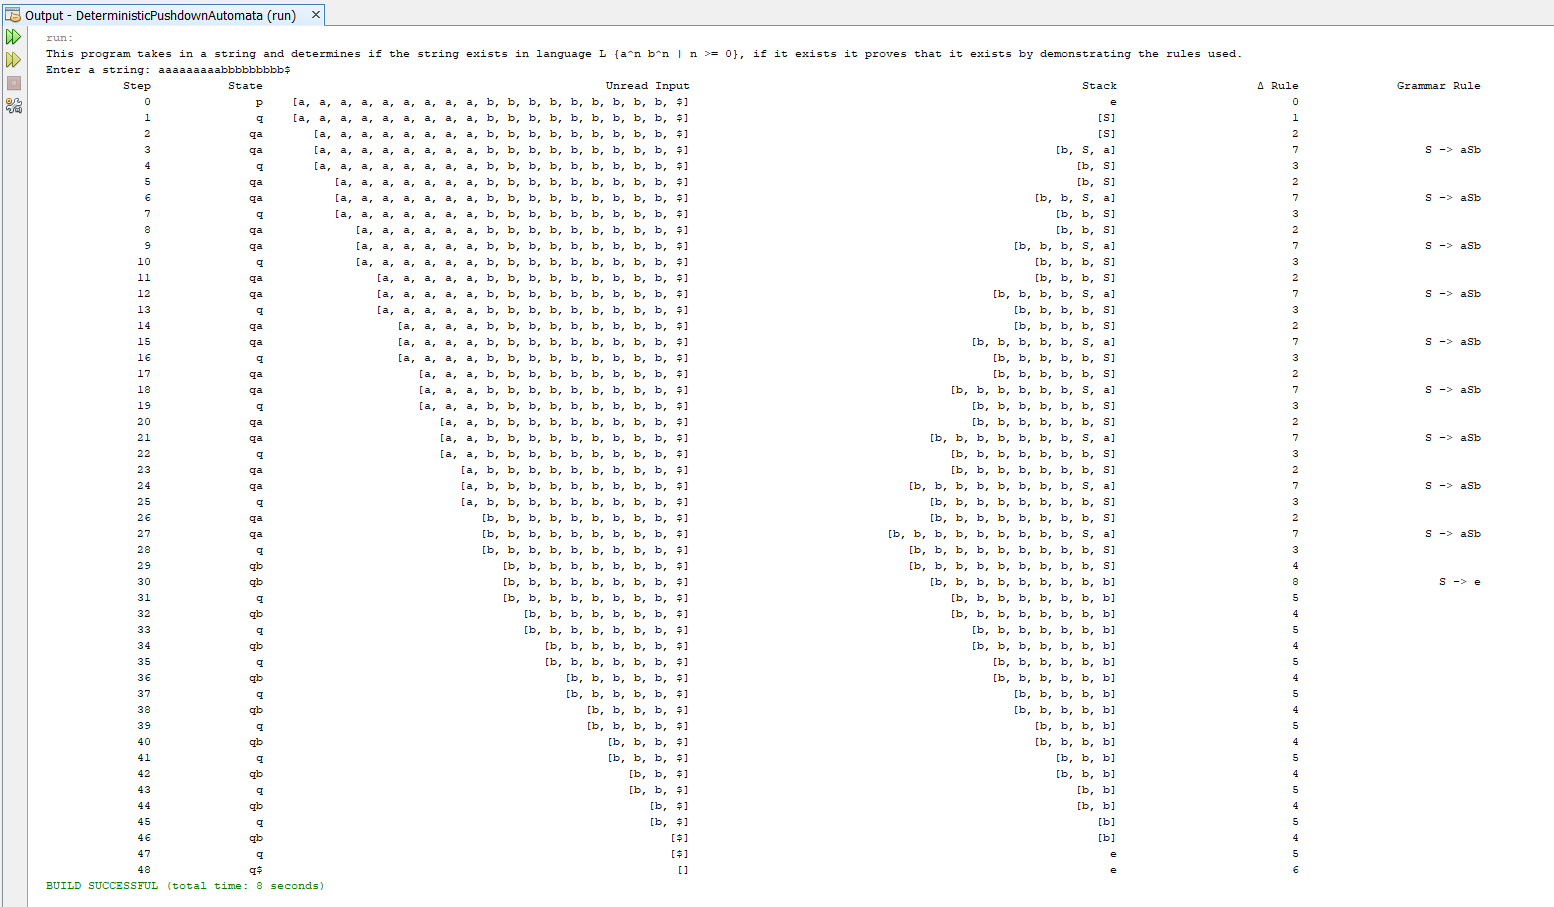 Output - DeterministicPushdownAutomata (run) ×
run:
This program takes in a string and determines if the string exists in language L {a^n b^n | n >= 0}, if it exists it proves that it exists by demonstrating the rules used.
Enter a string: aaaaaaaaabbbbbbbbb$
Step State Unread Input Stack Δ Rule Grammar Rule
0 p [a, a, a, a, a, a, a, a, a, b, b, b, b, b, b, b, b, b, $] e 0
1 q [a, a, a, a, a, a, a, a, a, b, b, b, b, b, b, b, b, b, $] [S] 1
2 qa [a, a, a, a, a, a, a, a, b, b, b, b, b, b, b, b, b, $] [S] 2
3 qa [a, a, a, a, a, a, a, a, b, b, b, b, b, b, b, b, b, $] [b, S, a] 7 S -> aSb
4 q [a, a, a, a, a, a, a, a, b, b, b, b, b, b, b, b, b, $] [b, S] 3
5 qa [a, a, a, a, a, a, a, b, b, b, b, b, b, b, b, b, $] [b, S] 2
6 qa [a, a, a, a, a, a, a, b, b, b, b, b, b, b, b, b, $] [b, b, S, a] 7 S -> aSb
7 q [a, a, a, a, a, a, a, b, b, b, b, b, b, b, b, b, $] [b, b, S] 3
8 qa [a, a, a, a, a, a, b, b, b, b, b, b, b, b, b, $] [b, b, S] 2
9 qa [a, a, a, a, a, a, b, b, b, b, b, b, b, b, b, $] [b, b, b, S, a] 7 S -> aSb
10 q [a, a, a, a, a, a, b, b, b, b, b, b, b, b, b, $] [b, b, b, S] 3
11 qa [a, a, a, a, a, b, b, b, b, b, b, b, b, b, $] [b, b, b, S] 2
12 qa [a, a, a, a, a, b, b, b, b, b, b, b, b, b, $] [b, b, b, b, S, a] 7 S -> aSb
13 q [a, a, a, a, a, b, b, b, b, b, b, b, b, b, $] [b, b, b, b, S] 3
14 qa [a, a, a, a, b, b, b, b, b, b, b, b, b, $] [b, b, b, b, S] 2
15 qa [a, a, a, a, b, b, b, b, b, b, b, b, b, $] [b, b, b, b, b, S, a] 7 S -> aSb
16 q [a, a, a, a, b, b, b, b, b, b, b, b, b, $] [b, b, b, b, b, S] 3
17 qa [a, a, a, b, b, b, b, b, b, b, b, b, $] [b, b, b, b, b, S] 2
18 qa [a, a, a, b, b, b, b, b, b, b, b, b, $] [b, b, b, b, b, b, S, a] 7 S -> aSb
19 q [a, a, a, b, b, b, b, b, b, b, b, b, $] [b, b, b, b, b, b, S] 3
20 qa [a, a, b, b, b, b, b, b, b, b, b, $] [b, b, b, b, b, b, S] 2
21 qa [a, a, b, b, b, b, b, b, b, b, b, $] [b, b, b, b, b, b, b, S, a] 7 S -> aSb
22 q [a, a, b, b, b, b, b, b, b, b, b, $] [b, b, b, b, b, b, b, S] 3
23 qa [a, b, b, b, b, b, b, b, b, b, $] [b, b, b, b, b, b, b, S] 2
24 qa [a, b, b, b, b, b, b, b, b, b, $] [b, b, b, b, b, b, b, b, S, a] 7 S -> aSb
25 q [a, b, b, b, b, b, b, b, b, b, $] [b, b, b, b, b, b, b, b, S] 3
26 qa [b, b, b, b, b, b, b, b, b, $] [b, b, b, b, b, b, b, b, S] 2
27 qa [b, b, b, b, b, b, b, b, b, $] [b, b, b, b, b, b, b, b, b, S, a] 7 S -> aSb
28 q [b, b, b, b, b, b, b, b, b, $] [b, b, b, b, b, b, b, b, b, S] 3
29 qb [b, b, b, b, b, b, b, b, $] [b, b, b, b, b, b, b, b, b, S] 4
30 qb [b, b, b, b, b, b, b, b, $] [b, b, b, b, b, b, b, b, b] 8 S -> e
31 q [b, b, b, b, b, b, b, b, $] [b, b, b, b, b, b, b, b] 5
32 qb [b, b, b, b, b, b, b, $] [b, b, b, b, b, b, b, b] 4
33 q [b, b, b, b, b, b, b, $] [b, b, b, b, b, b, b] 5
34 qb [b, b, b, b, b, b, $] [b, b, b, b, b, b, b] 4
35 q [b, b, b, b, b, b, $] [b, b, b, b, b, b] 5
36 qb [b, b, b, b, b, $] [b, b, b, b, b, b] 4
37 q [b, b, b, b, b, $] [b, b, b, b, b] 5
38 qb [b, b, b, b, $] [b, b, b, b, b] 4
39 q [b, b, b, b, $] [b, b, b, b] 5
40 qb [b, b, b, $] [b, b, b, b] 4
41 q [b, b, b, $] [b, b, b] 5
42 qb [b, b, $] [b, b, b] 4
43 q [b, b, $] [b, b] 5
44 qb [b, $] [b, b] 4
45 q [b, $] [b] 5
46 qb [$] [b] 4
47 q [$] e 5
48 q$ [] e 6
BUILD SUCCESSFUL (total time: 8 seconds)